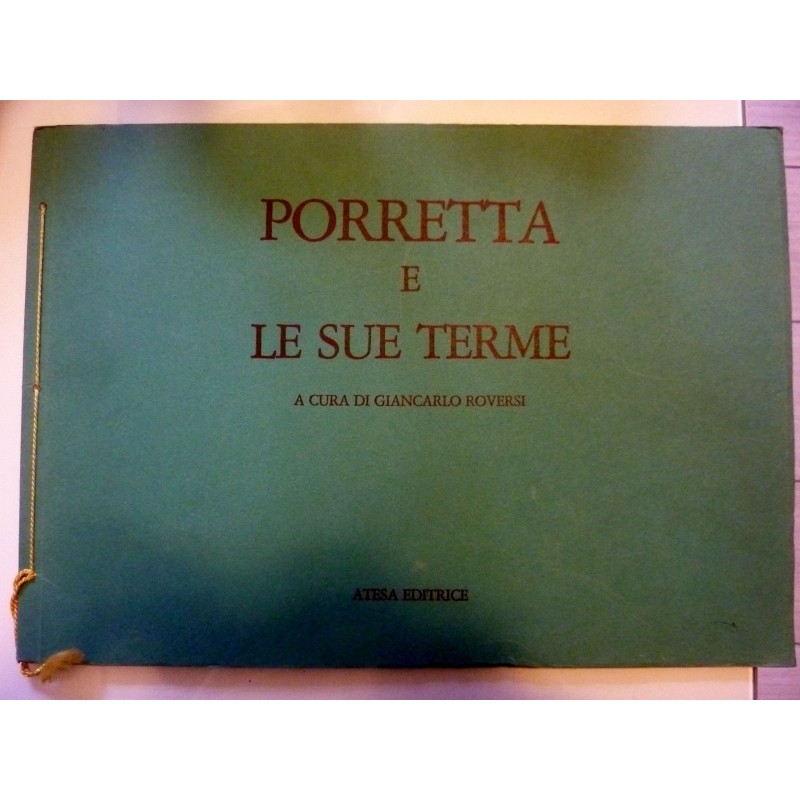 PORRETTA
E
LE SUE TERME
A CURA DI GIANCARLO ROVERSI
ATESA EDITRICE